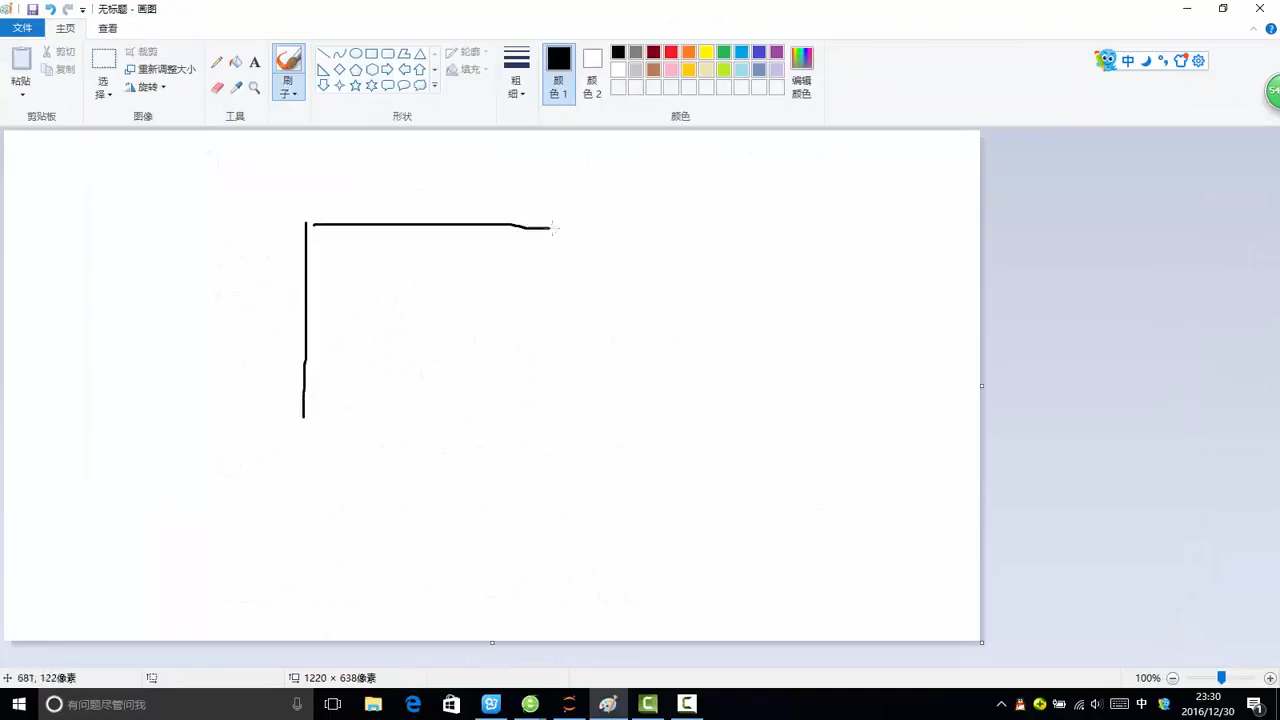 无标题 - 画图
文件
主页
查看
粘贴
剪切
复制
剪贴板
选择
裁剪
重新调整大小
旋转
图像
A
工具
刷子
轮廓
填充
形状
粗细
颜色 1
颜色 2
编辑颜色
颜色
中
54
681, 122像素
1220 × 638像素
100%
有问题尽管问我
中
23:30
2016/12/30
1